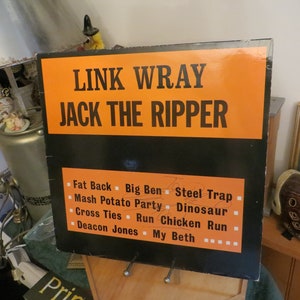 LINK WRAY
JACK THE RIPPER
▪ Fat Back ▪ Big Ben ▪ Steel Trap ▪
▪ Mash Potato Party ▪ Dinosaur ▪
▪ Cross Ties ▪ Run Chicken Run ▪
▪ Deacon Jones ▪ My Beth ▪▪▪▪▪
Pri